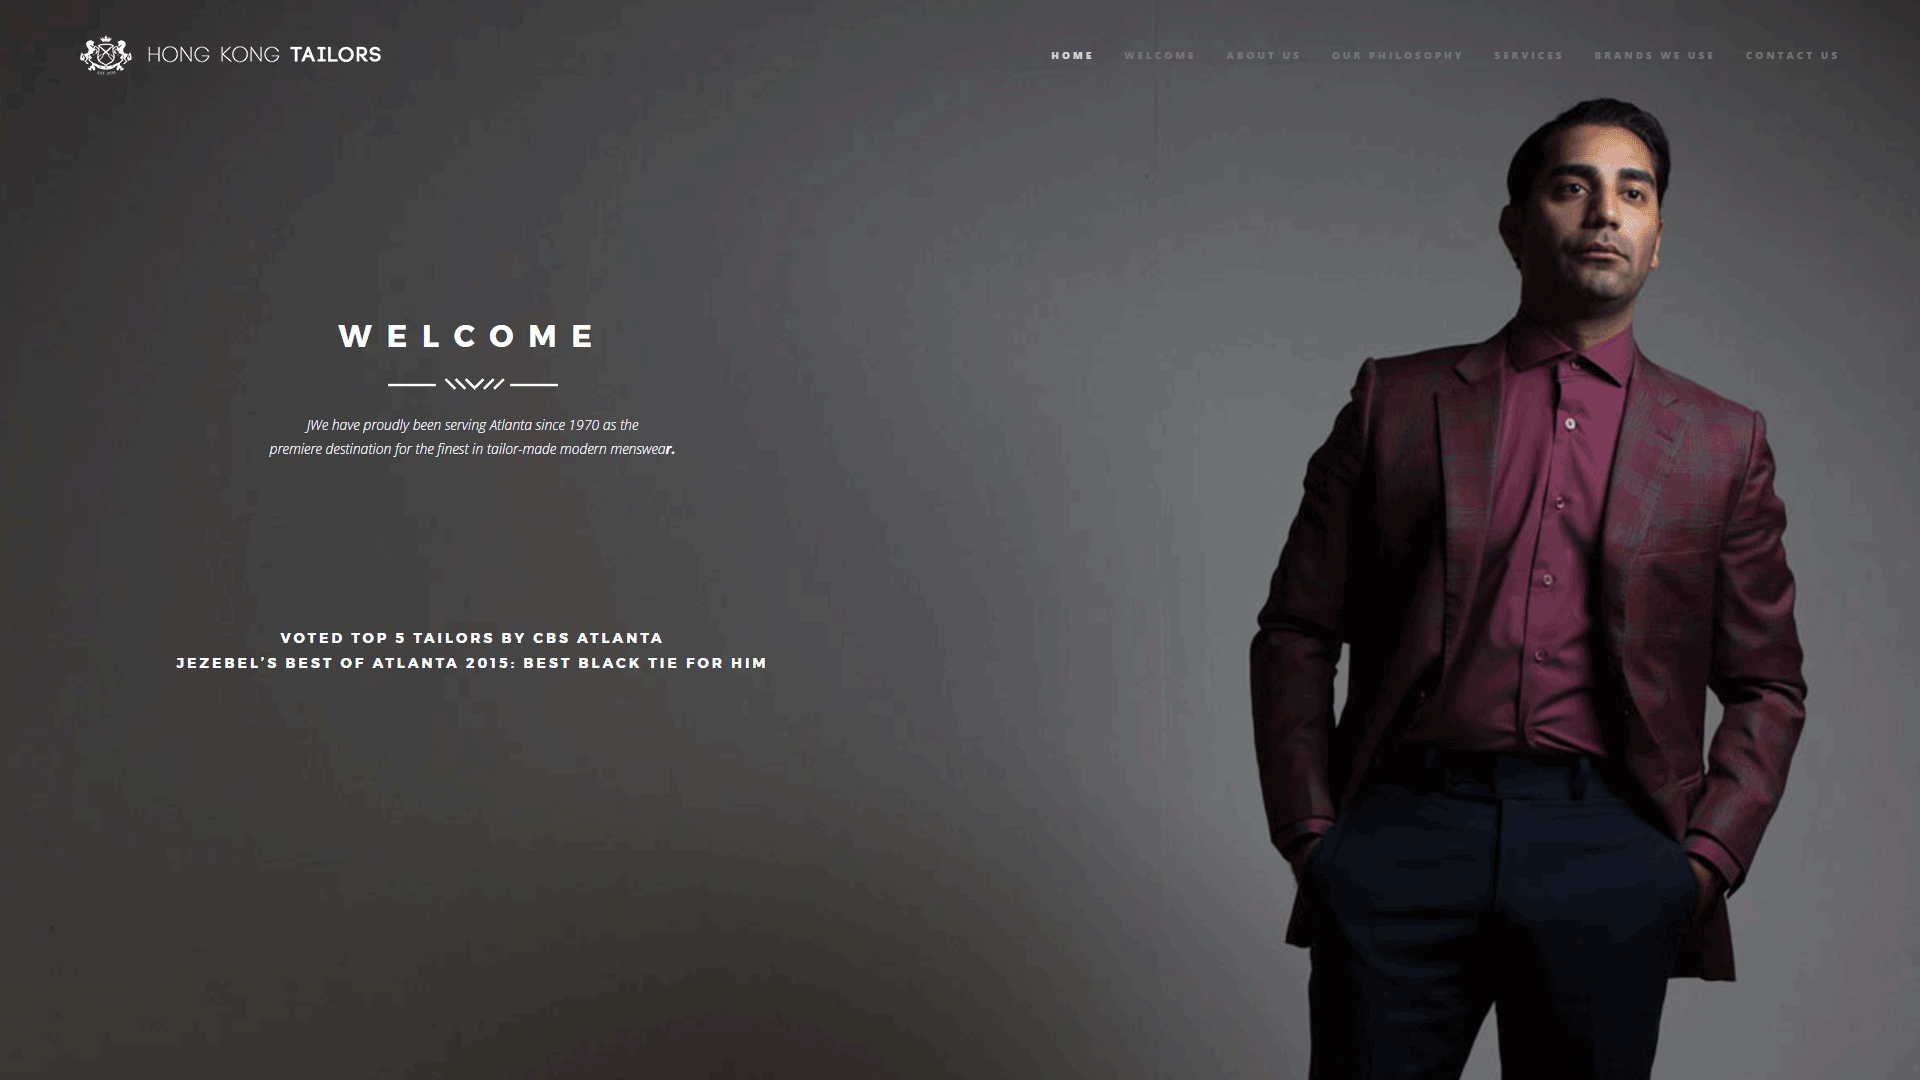 HONG KONG TAILORS
HOME WELCOME ABOUT US OUR PHILOSOPHY SERVICES BRANDS WE USE CONTACT US
WELCOME
JWe have proudly been serving Atlanta since 1970 as the
premiere destination for the finest in tailor-made modern menswear.
VOTED TOP 5 TAILORS BY CBS ATLANTA
JEZEBEL’S BEST OF ATLANTA 2015: BEST BLACK TIE FOR HIM